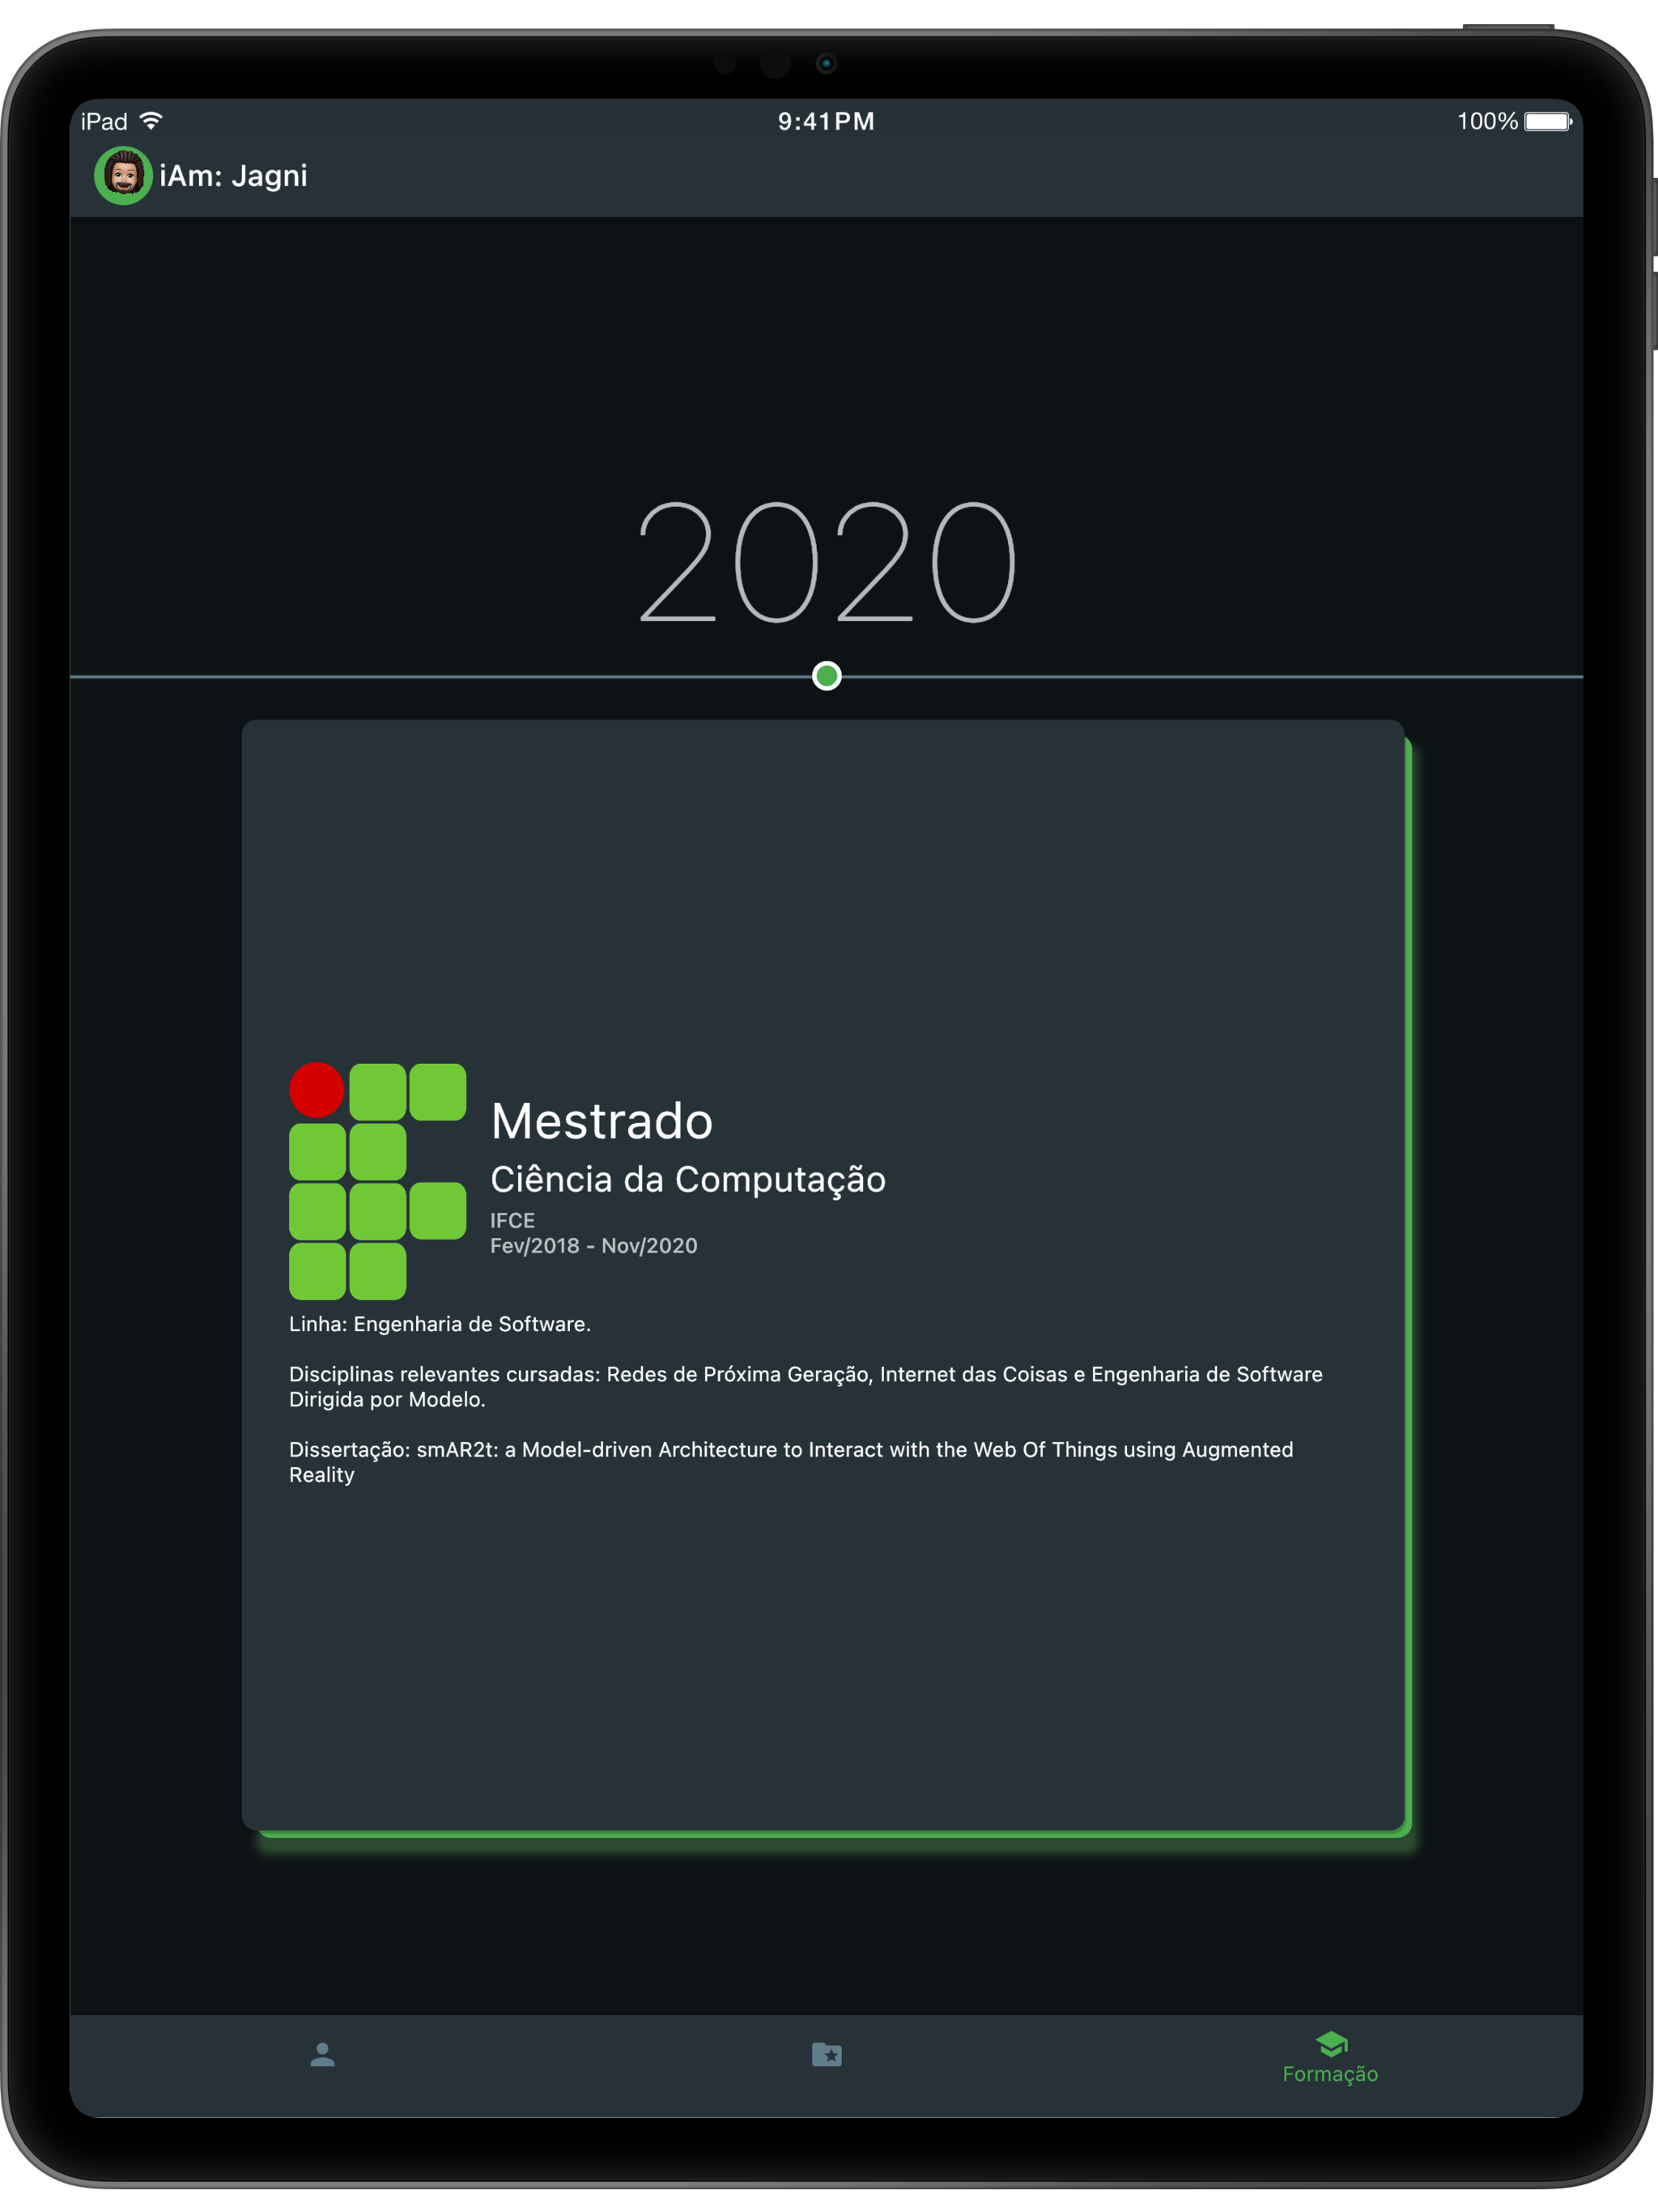 iPad
9:41PM
100%
iAm: Jagni
2020
Mestrado
Ciência da Computação
IFCE
Fev/2018 - Nov/2020
Linha: Engenharia de Software.
Disciplinas relevantes cursadas: Redes de Próxima Geração, Internet das Coisas e Engenharia de Software
Dirigida por Modelo.
Dissertação: smAR2t: a Model-driven Architecture to Interact with the Web Of Things using Augmented
Reality
Formação